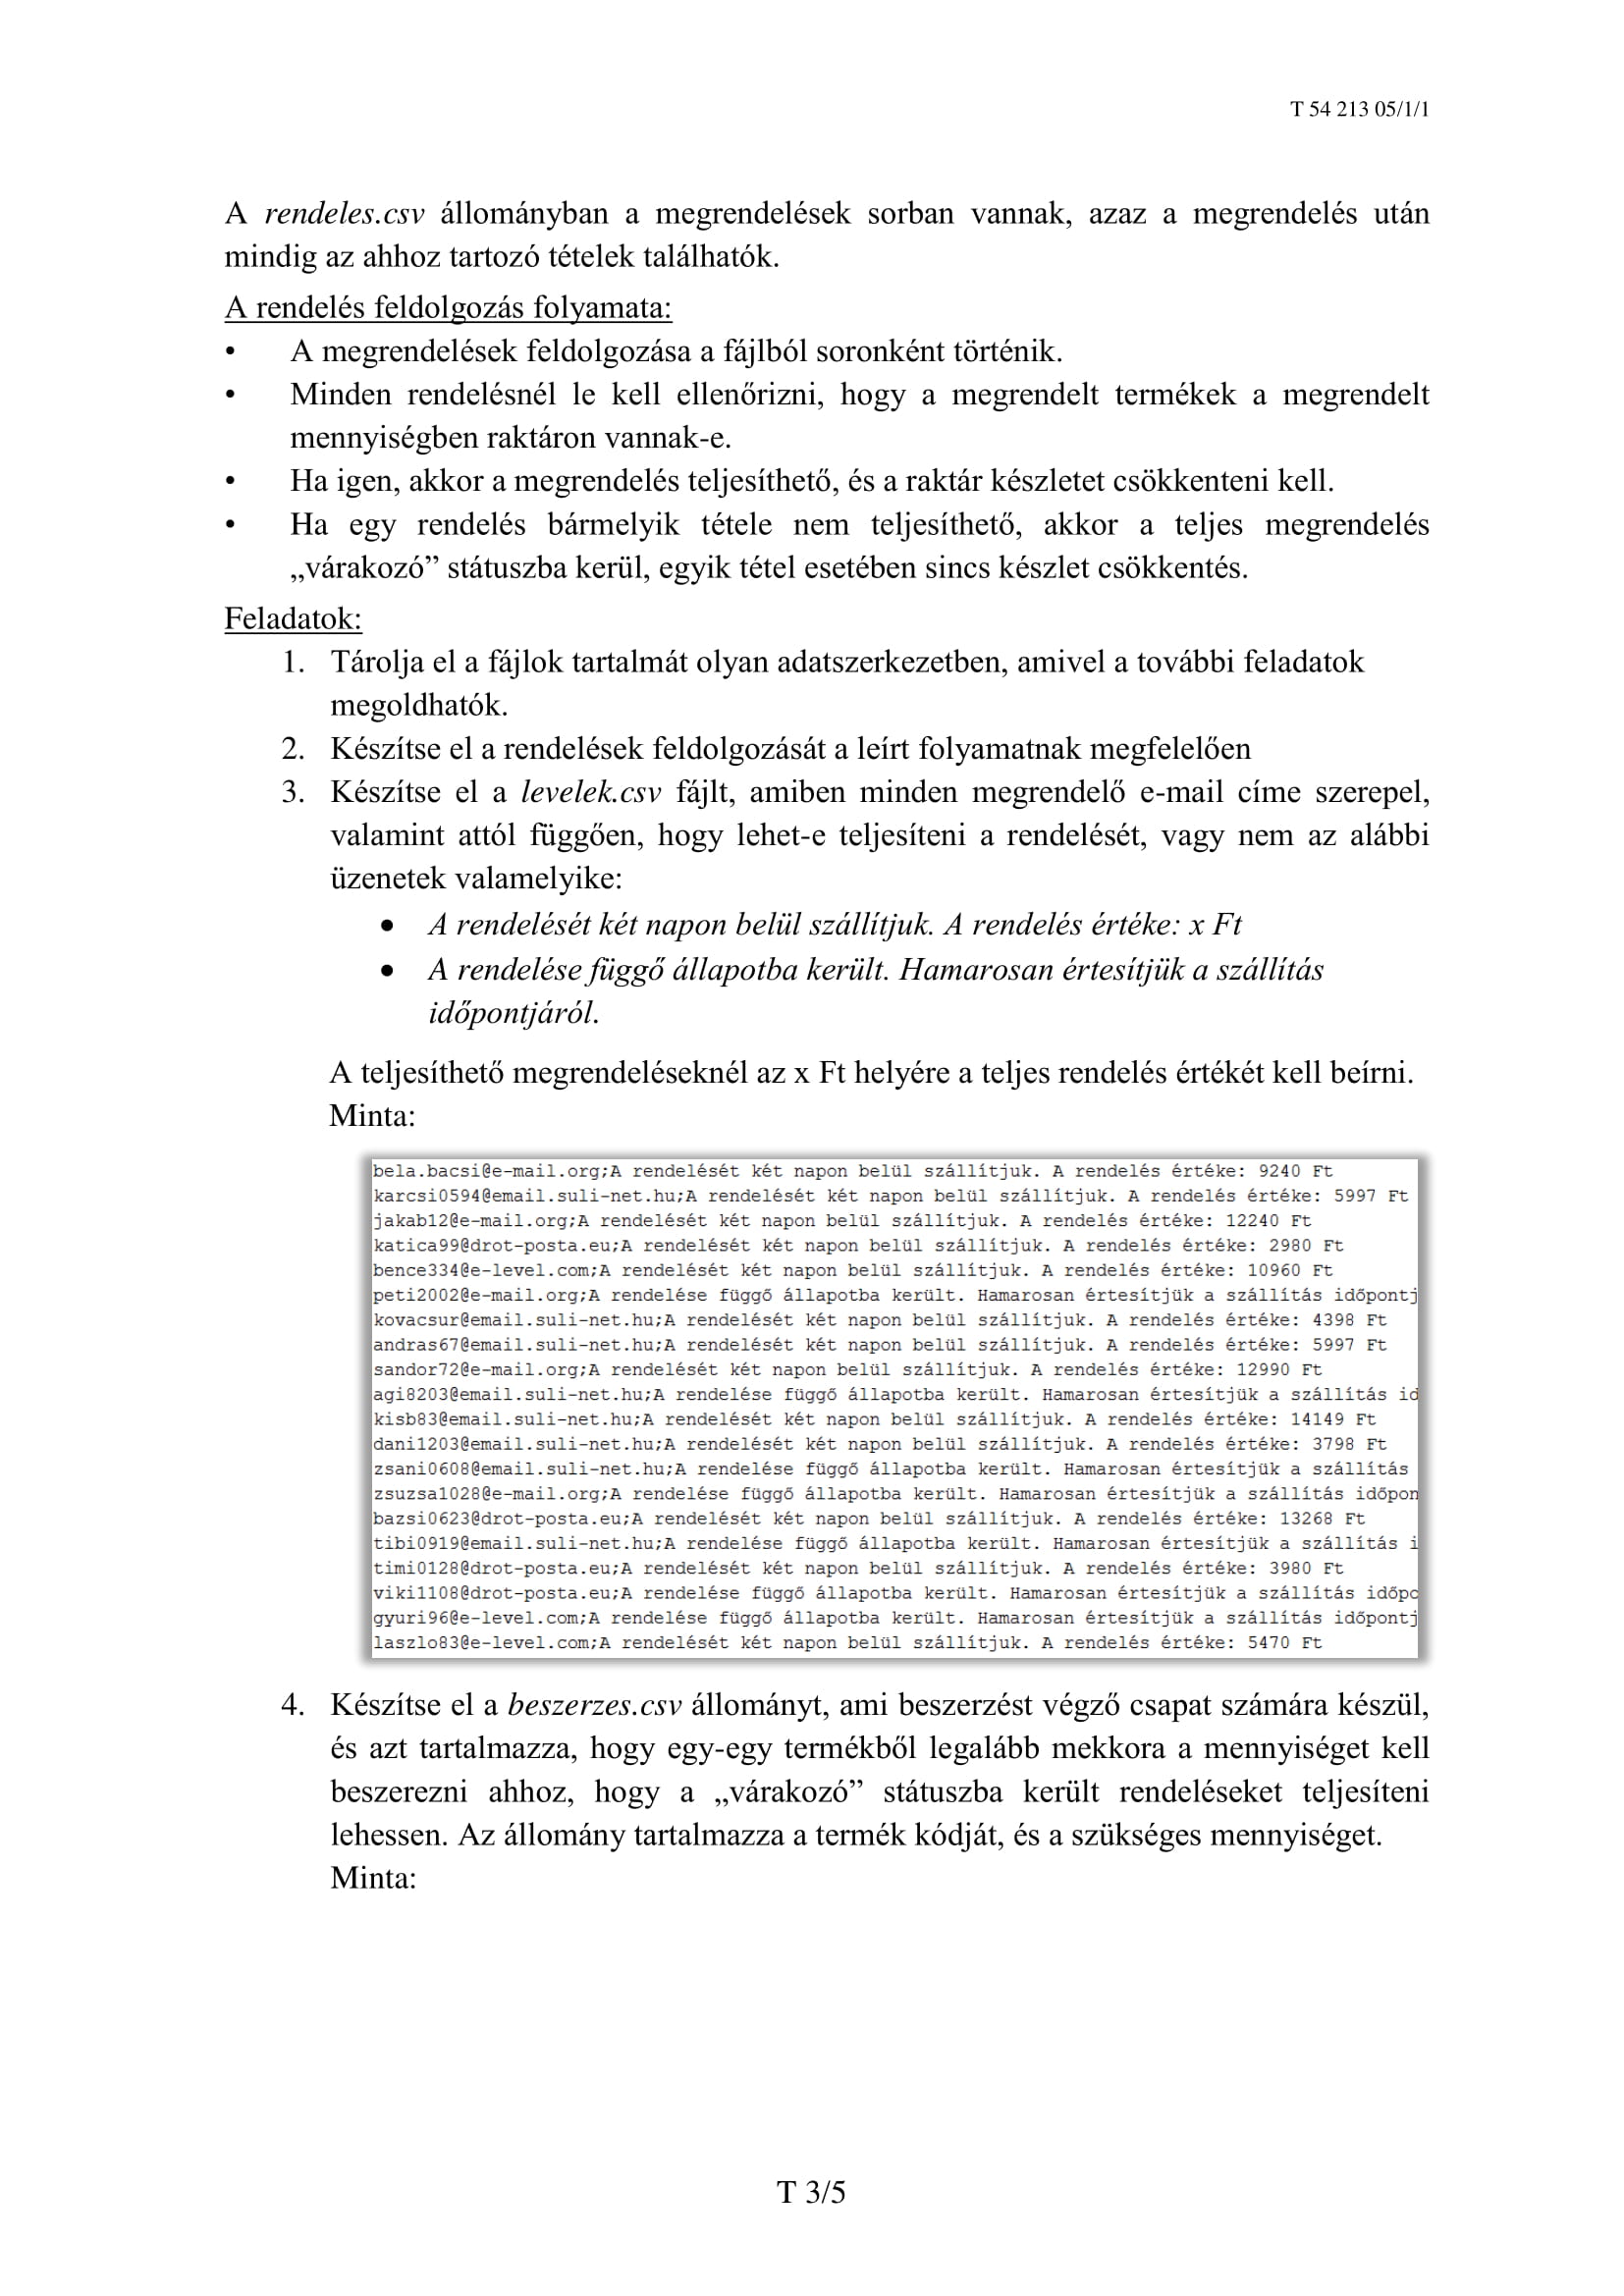 T 54 213 05/1/1
A rendeles.csv állományban a megrendelések sorban vannak, azaz a megrendelés után
mindig az ahhoz tartozó tételek találhatók.
A rendelés feldolgozás folyamata:
• A megrendelések feldolgozása a fájlból soronként történik.
• Minden rendelésnél le kell ellenőrizni, hogy a megrendelt termékek a megrendelt
mennyiségben raktáron vannak-e.
• Ha igen, akkor a megrendelés teljesíthető, és a raktár készletet csökkenteni kell.
• Ha egy rendelés bármelyik tétele nem teljesíthető, akkor a teljes megrendelés
„várakozó” státuszba kerül, egyik tétel esetében sincs készlet csökkentés.
Feladatok:
1. Tárolja el a fájlok tartalmát olyan adatszerkezetben, amivel a további feladatok
megoldhatók.
2. Készítse el a rendelések feldolgozását a leírt folyamatnak megfelelően
3. Készítse el a levelek.csv fájlt, amiben minden megrendelő e-mail címe szerepel,
valamint attól függően, hogy lehet-e teljesíteni a rendelését, vagy nem az alábbi
üzenetek valamelyike:
• A rendelését két napon belül szállítjuk. A rendelés értéke: x Ft
• A rendelése függő állapotba került. Hamarosan értesítjük a szállítás
időpontjáról.
A teljesíthető megrendeléseknél az x Ft helyére a teljes rendelés értékét kell beírni.
Minta:
bela.bacsi@e-mail.org;A rendelését két napon belül szállítjuk. A rendelés értéke: 9240 Ft
karcsi0594@email.suli-net.hu;A rendelését két napon belül szállítjuk. A rendelés értéke: 5997 Ft
jakab12@e-mail.org;A rendelését két napon belül szállítjuk. A rendelés értéke: 12240 Ft
katica99@drot-posta.eu;A rendelését két napon belül szállítjuk. A rendelés értéke: 2980 Ft
bence334@e-level.com;A rendelését két napon belül szállítjuk. A rendelés értéke: 10960 Ft
peti2002@e-mail.org;A rendelése függő állapotba került. Hamarosan értesítjük a szállítás időpontj
kovacsur@email.suli-net.hu;A rendelését két napon belül szállítjuk. A rendelés értéke: 4398 Ft
andras67@email.suli-net.hu;A rendelését két napon belül szállítjuk. A rendelés értéke: 5997 Ft
sandor72@e-mail.org;A rendelését két napon belül szállítjuk. A rendelés értéke: 12990 Ft
agi8203@email.suli-net.hu;A rendelése függő állapotba került. Hamarosan értesítjük a szállítás id
kisb83@email.suli-net.hu;A rendelését két napon belül szállítjuk. A rendelés értéke: 14149 Ft
dani1203@email.suli-net.hu;A rendelését két napon belül szállítjuk. A rendelés értéke: 3798 Ft
zsani0608@email.suli-net.hu;A rendelése függő állapotba került. Hamarosan értesítjük a szállítás
zsuzsa1028@e-mail.org;A rendelése függő állapotba került. Hamarosan értesítjük a szállítás időpon
bazsi0623@drot-posta.eu;A rendelését két napon belül szállítjuk. A rendelés értéke: 13268 Ft
tibi0919@email.suli-net.hu;A rendelése függő állapotba került. Hamarosan értesítjük a szállítás i
timi0128@drot-posta.eu;A rendelését két napon belül szállítjuk. A rendelés értéke: 3980 Ft
viki1108@drot-posta.eu;A rendelése függő állapotba került. Hamarosan értesítjük a szállítás időpo
gyuri96@e-level.com;A rendelése függő állapotba került. Hamarosan értesítjük a szállítás időpontj
laszlo83@e-level.com;A rendelését két napon belül szállítjuk. A rendelés értéke: 5470 Ft
4. Készítse el a beszerzes.csv állományt, ami beszerzést végző csapat számára készül,
és azt tartalmazza, hogy egy-egy termékből legalább mekkora a mennyiséget kell
beszerezni ahhoz, hogy a „várakozó” státuszba került rendeléseket teljesíteni
lehessen. Az állomány tartalmazza a termék kódját, és a szükséges mennyiséget.
Minta:
T 3/5